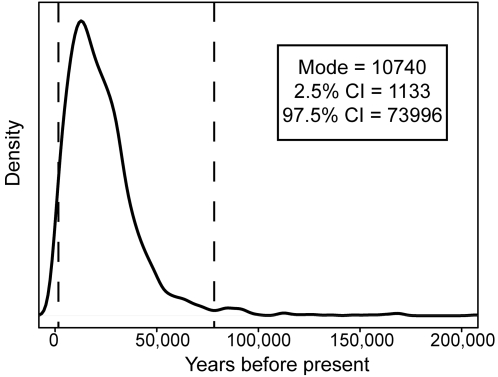 Mode = 10740
2.5% CI = 1133
97.5% CI = 73996
Density
0 50,000 100,000 150,000 200,000
Years before present